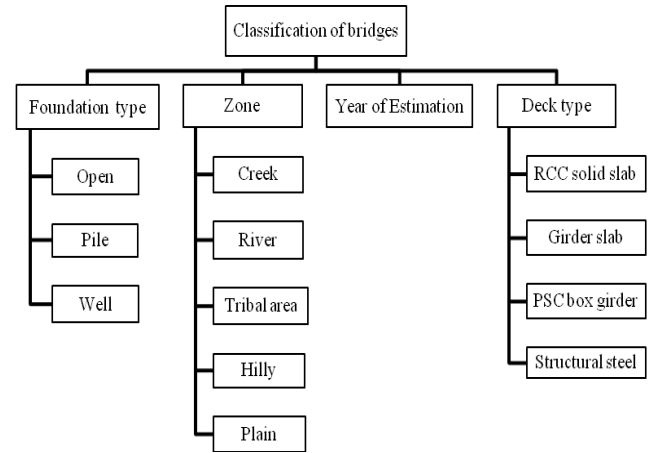 Classification of bridges
Foundation type
Zone
Year of Estimation
Deck type
Open
Pile
Well
Creek
River
Tribal area
Hilly
Plain
RCC solid slab
Girder slab
PSC box girder
Structural steel